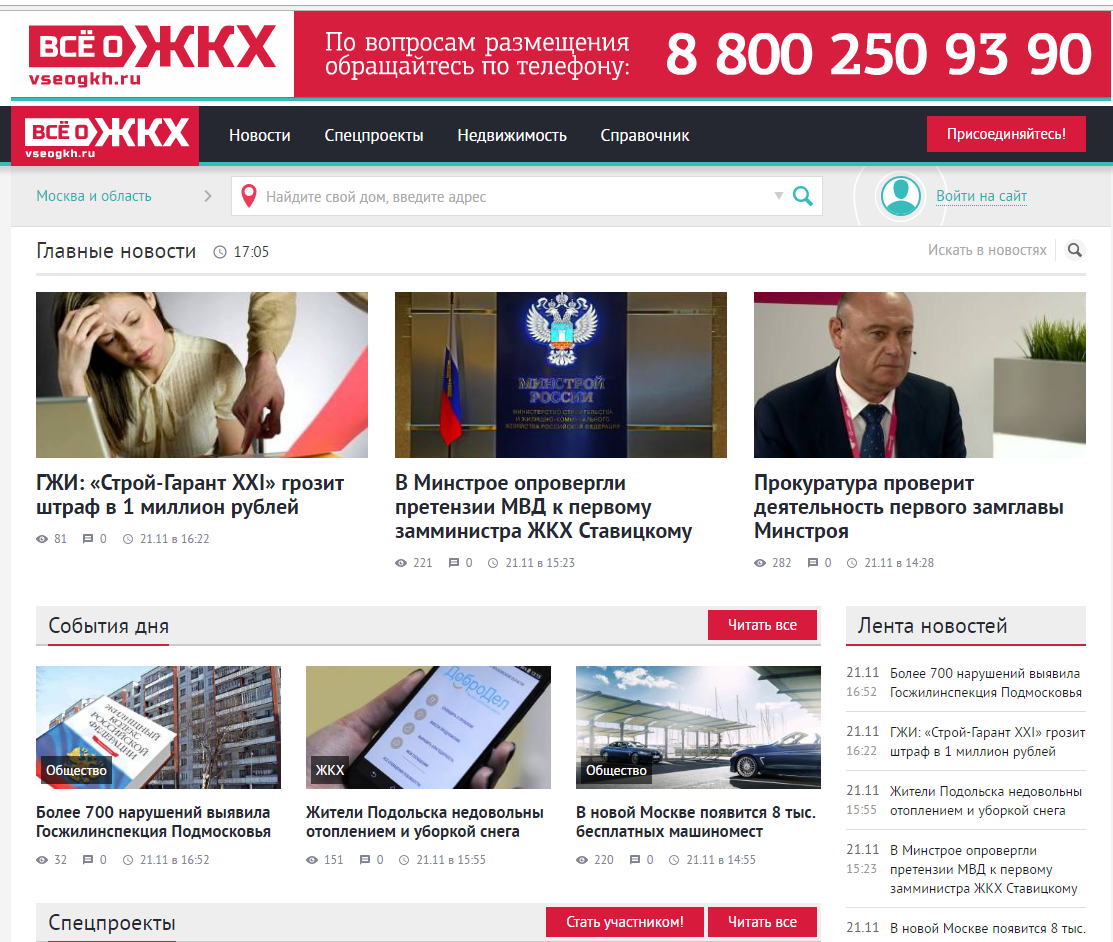 ВСЁ О ЖКХ
vseogkh.ru
По вопросам размещения
обращайтесь по телефону:
8 800 250 93 90
ВСЁ О ЖКХ
vseogkh.ru
Новости
Спецпроекты
Недвижимость
Справочник
Присоединяйтесь!
Москва и область
Найдите свой дом, введите адрес
Войти на сайт
Главные новости
17:05
Искать в новостях
МИНСТРОЙ
РОССИИ
МИНИСТЕРСТВО СТРОИТЕЛЬСТВА
И ЖИЛИЩНО-КОММУНАЛЬНОГО
ХОЗЯЙСТВА РОССИЙСКОЙ ФЕДЕРАЦИИ
ГЖИ: «Строй-Гарант XXI» грозит
штраф в 1 миллион рублей
81 0 21.11 в 16:22
В Минстрое опровергли
претензии МВД к первому
замминистра ЖКХ Ставицкому
221 0 21.11 в 15:23
Прокуратура проверит
деятельность первого замглавы
Минстроя
282 0 21.11 в 14:28
События дня
Читать все
ЖИЛИЩНЫЙ
КОДЕКС
РОССИЙСКОЙ
ФЕДЕРАЦИИ
Общество
Более 700 нарушений выявила
Госжилинспекция Подмосковья
32 0 21.11 в 16:52
ДоброДел
ЖКХ
Жители Подольска недовольны
отоплением и уборкой снега
151 0 21.11 в 15:55
Общество
В новой Москве появится 8 тыс.
бесплатных машиномест
220 0 21.11 в 14:55
Лента новостей
21.11 Более 700 нарушений выявила
16:52 Госжилинспекция Подмосковья
21.11 ГЖИ: «Строй-Гарант XXI» грозит
16:22 штраф в 1 миллион рублей
21.11 Жители Подольска недовольны
15:55 отоплением и уборкой снега
21.11 В Минстрое опровергли
15:23 претензии МВД к первому
замминистра ЖКХ Ставицкому
21.11 В новой Москве появится 8 тыс.
Спецпроекты
Стать участником!
Читать все